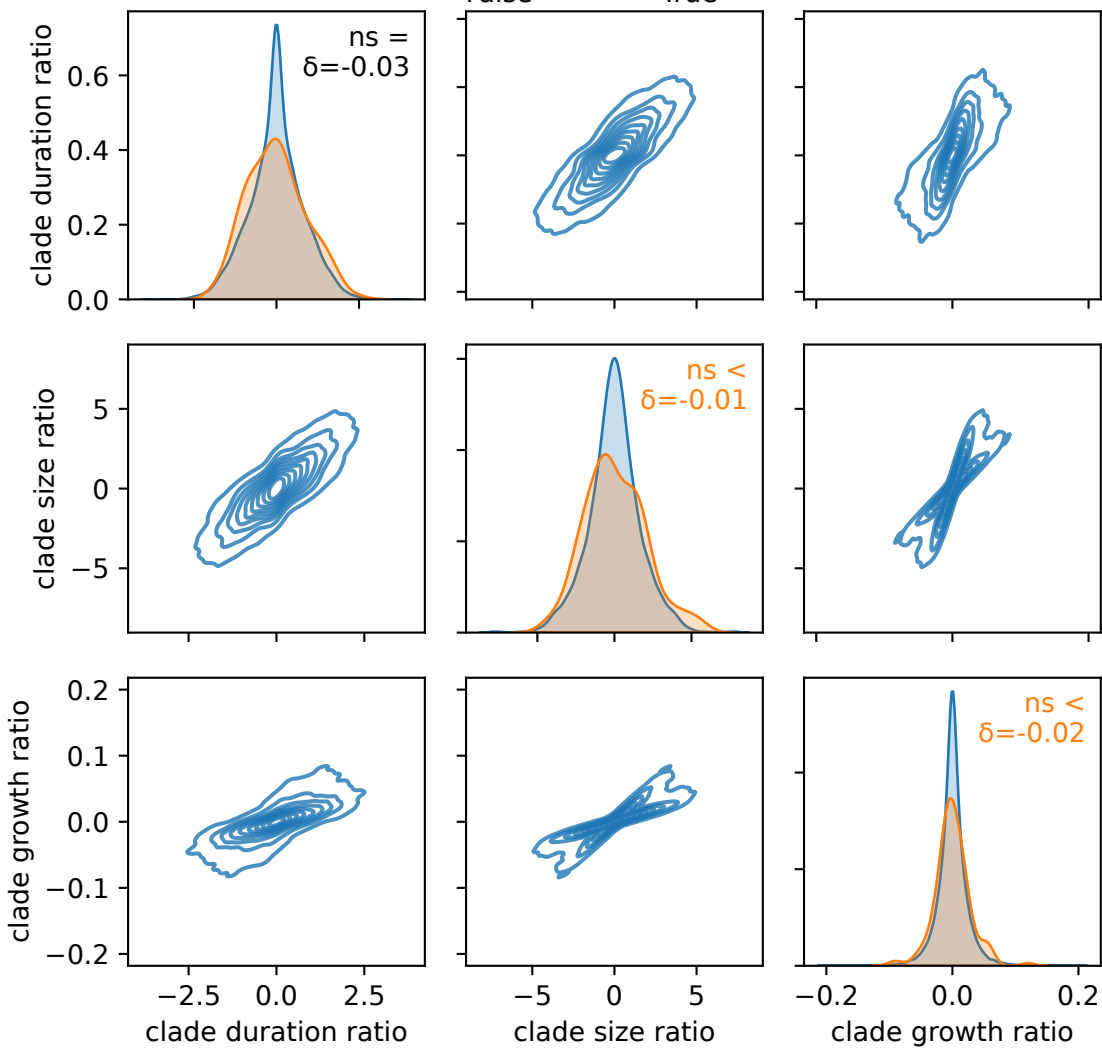 ns =
δ=-0.03
clade duration ratio
0.6
0.4
0.2
0.0
ns <
δ=-0.01
clade size ratio
5
0
−5
ns <
δ=-0.02
clade growth ratio
0.2
0.1
0.0
−0.1
−0.2
−2.5 0.0 2.5
−5 0 5
−0.2 0.0 0.2
clade duration ratio
clade size ratio
clade growth ratio